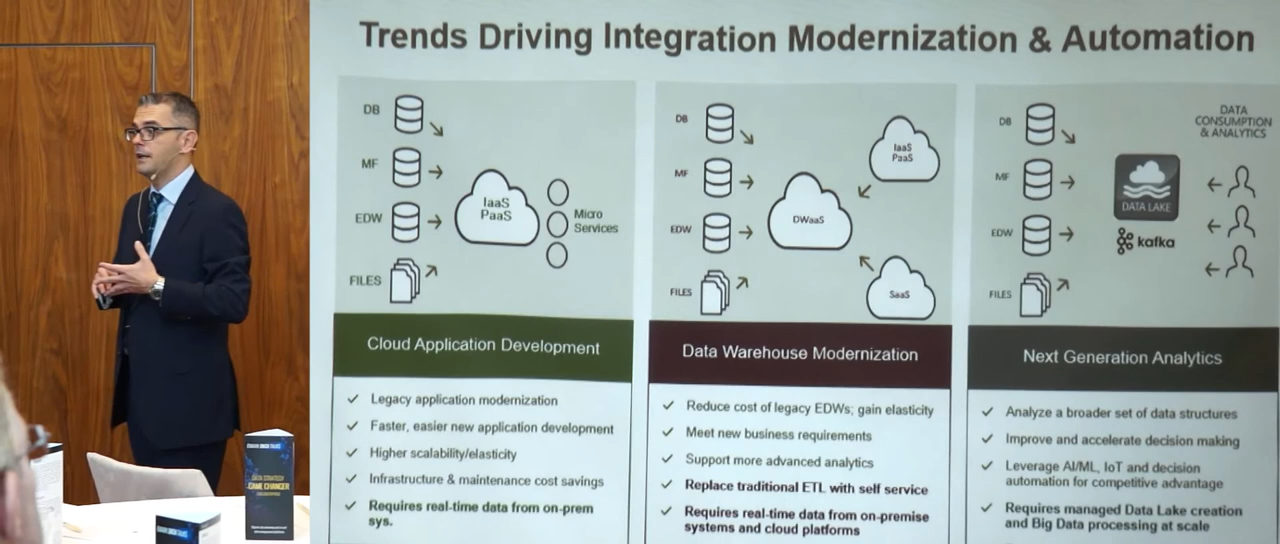 Trends Driving Integration Modernization & Automation
DB
MF
EDW
FILES
IaaS
PaaS
Micro
Services
Cloud Application Development
✓ Legacy application modernization
✓ Faster, easier new application development
✓ Higher scalability/elasticity
✓ Infrastructure & maintenance cost savings
✓ Requires real-time data from on-prem
sys.
DB
MF
EDW
FILES
DWaaS
IaaS
PaaS
SaaS
Data Warehouse Modernization
✓ Reduce cost of legacy EDWs; gain elasticity
✓ Meet new business requirements
✓ Support more advanced analytics
✓ Replace traditional ETL with self service
✓ Requires real-time data from on-premise
systems and cloud platforms
DB
MF
EDW
FILES
DATA LAKE
kafka
DATA
CONSUMPTION
& ANALYTICS
Next Generation Analytics
✓ Analyze a broader set of data structures
✓ Improve and accelerate decision making
✓ Leverage AI/ML, IoT and decision
automation for competitive advantage
✓ Requires managed Data Lake creation
and Big Data processing at scale
DATA STRATEGY
GAME CHANGER